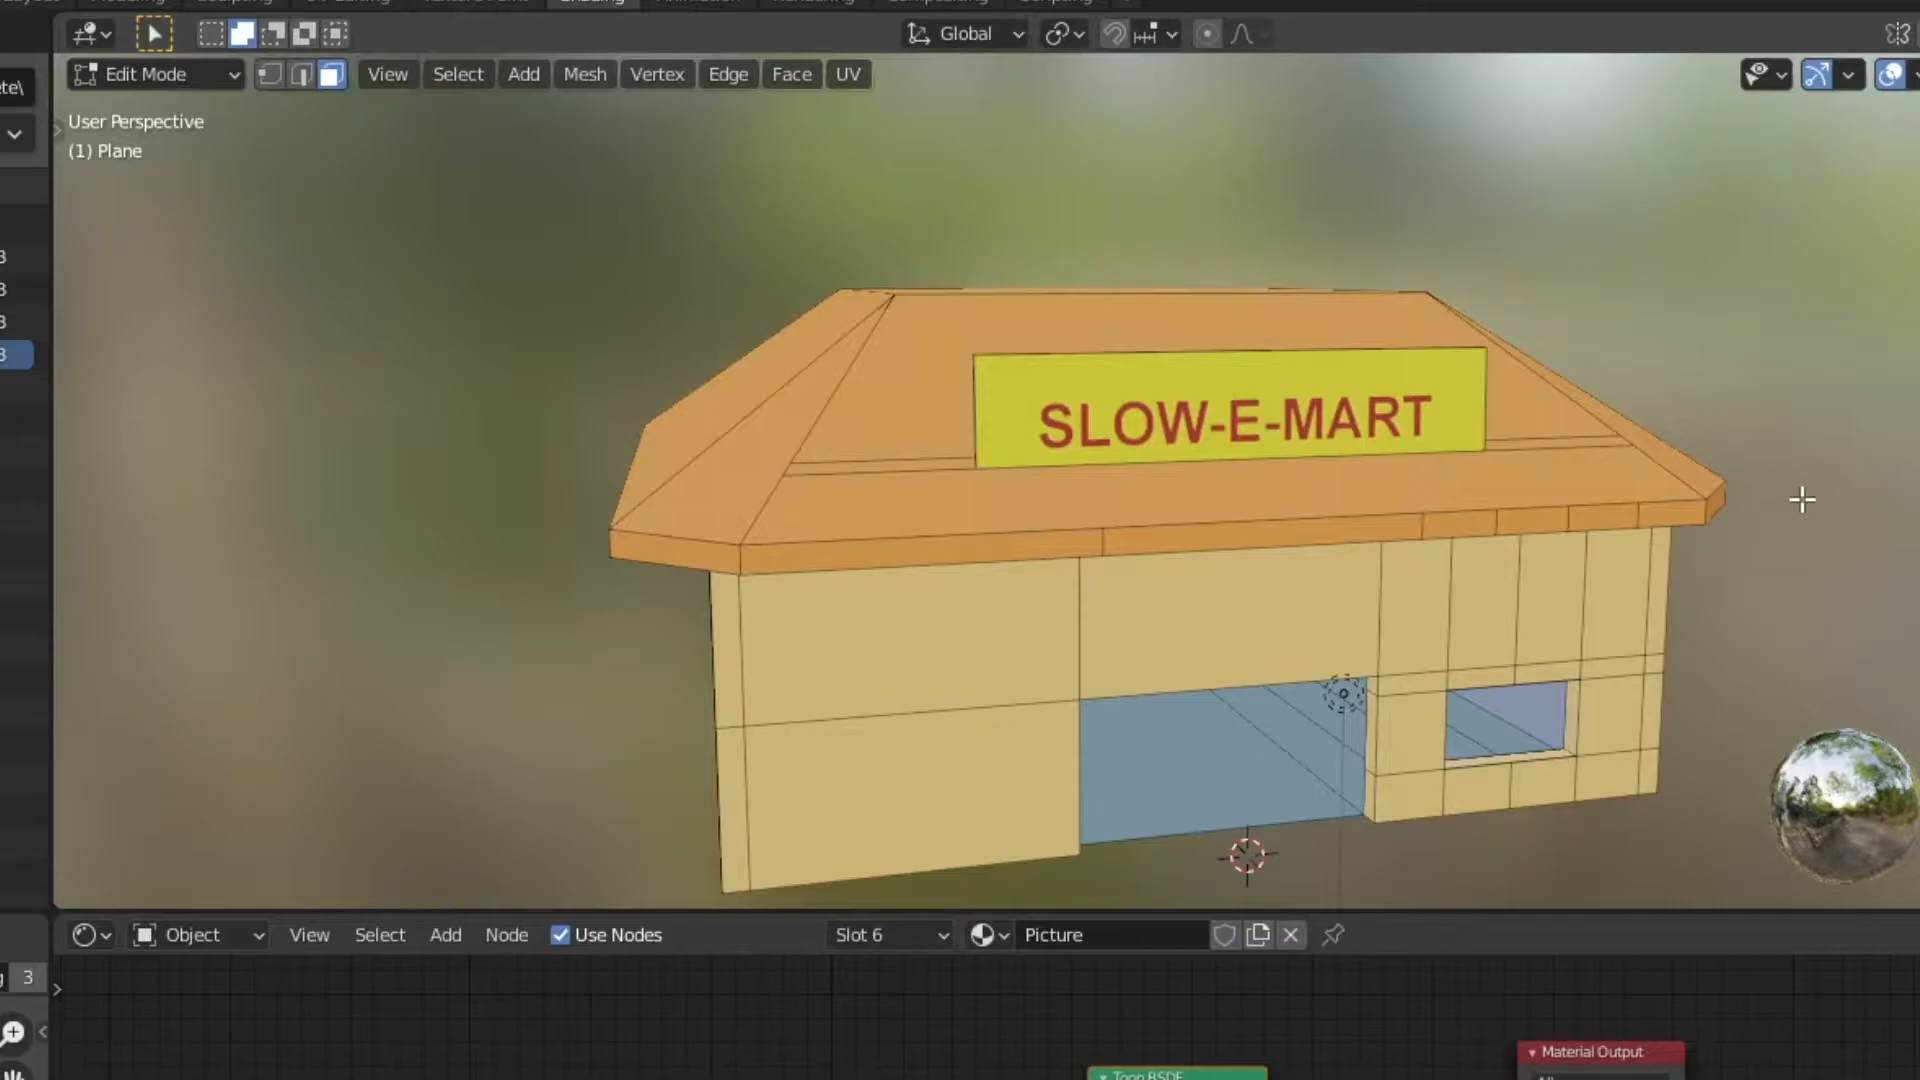 Shading
Global
Edit Mode View Select Add Mesh Vertex Edge Face UV
User Perspective
(1) Plane
SLOW-E-MART
Object View Select Add Node Use Nodes Slot 6 Picture
3
Material Output
Toon BSDF